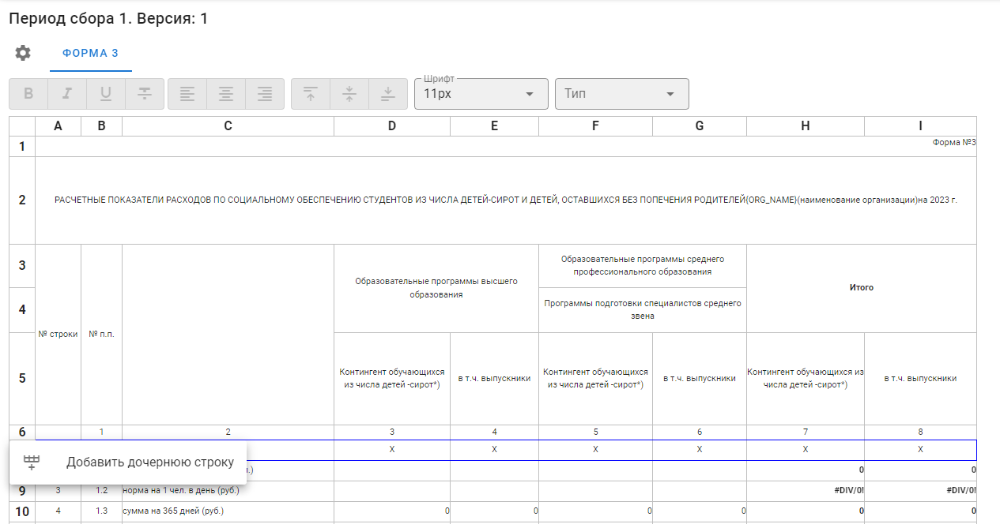 Период сбора 1. Версия: 1
ФОРМА 3
B I U
Шрифт
11px
Тип
A B C D E F G H I
1 Форма №3
2 РАСЧЕТНЫЕ ПОКАЗАТЕЛИ РАСХОДОВ ПО СОЦИАЛЬНОМУ ОБЕСПЕЧЕНИЮ СТУДЕНТОВ ИЗ ЧИСЛА ДЕТЕЙ-СИРОТ И ДЕТЕЙ, ОСТАВШИХСЯ БЕЗ ПОПЕЧЕНИЯ РОДИТЕЛЕЙ{ORG_NAME}(наименование организации)на 2023 г.
3
4
5
№ строки
№ п.п.
Образовательные программы высшего
образования
Образовательные программы среднего
профессионального образования
Программы подготовки специалистов среднего
звена
Итого
Контингент обучающихся
из числа детей -сирот*)
в т.ч. выпускники
Контингент обучающихся
из числа детей -сирот*)
в т.ч. выпускники
Контингент обучающихся из
числа детей -сирот*)
в т.ч. выпускники
6 1 2 3 4 5 6 7 8
X X X X X X
Добавить дочернюю строку
.) 0 0
9 3 1.2 норма на 1 чел. в день (руб.) #DIV/0! #DIV/0!
10 4 1.3 сумма на 365 дней (руб.) 0 0 0 0 0 0